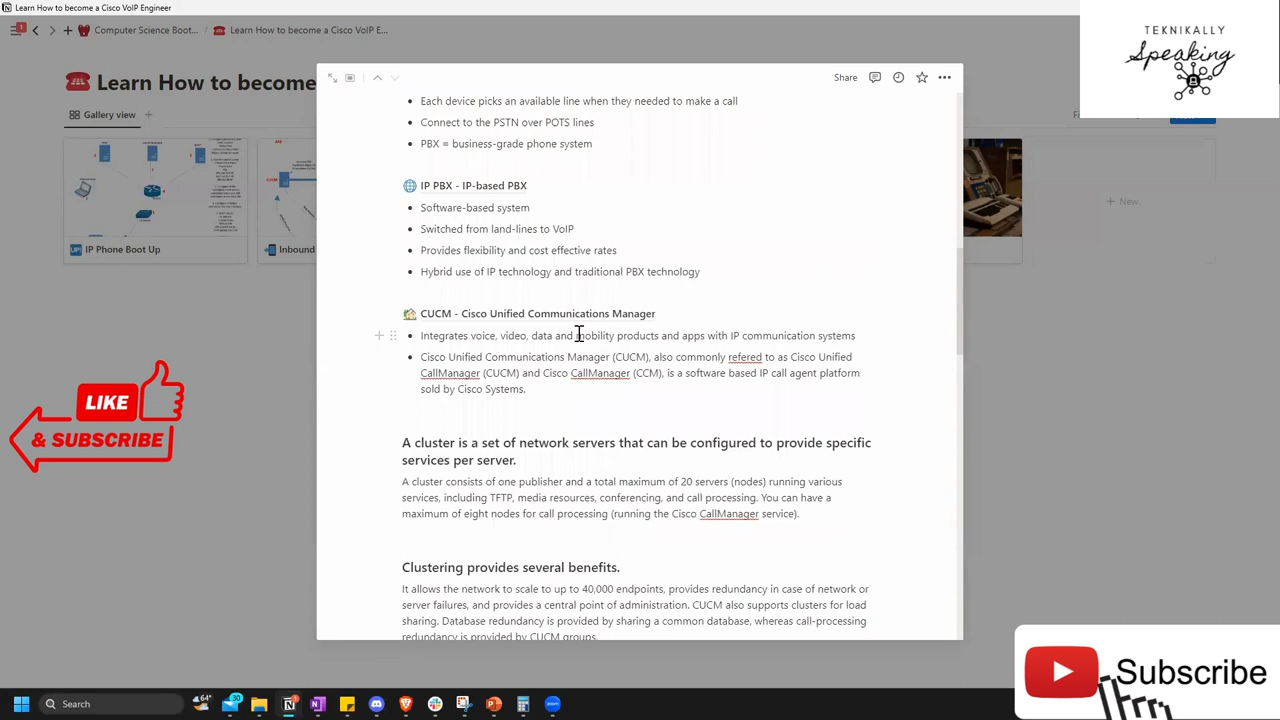 Learn How to become a Cisco VoIP Engineer
Computer Science Boot...
Learn How to become a Cisco VoIP E...
TEKNIKALLY
Speaking
Learn How to become
Share
Gallery view
Each device picks an available line when they needed to make a call
Connect to the PSTN over POTS lines
PBX = business-grade phone system
IP PBX - IP-based PBX
Software-based system
Switched from land-lines to VoIP
Provides flexibility and cost effective rates
Hybrid use of IP technology and traditional PBX technology
New
IP Phone Boot Up
Inbound
CUCM - Cisco Unified Communications Manager
Integrates voice, video, data and mobility products and apps with IP communication systems
Cisco Unified Communications Manager (CUCM), also commonly refered to as Cisco Unified
CallManager (CUCM) and Cisco CallManager (CCM), is a software based IP call agent platform
sold by Cisco Systems.
LIKE
& SUBSCRIBE
A cluster is a set of network servers that can be configured to provide specific
services per server.
A cluster consists of one publisher and a total maximum of 20 servers (nodes) running various
services, including TFTP, media resources, conferencing, and call processing. You can have a
maximum of eight nodes for call processing (running the Cisco CallManager service).
Clustering provides several benefits.
It allows the network to scale to up to 40,000 endpoints, provides redundancy in case of network or
server failures, and provides a central point of administration. CUCM also supports clusters for load
sharing. Database redundancy is provided by sharing a common database, whereas call-processing
redundancy is provided by CUCM groups.
Subscribe
Search
64°
30